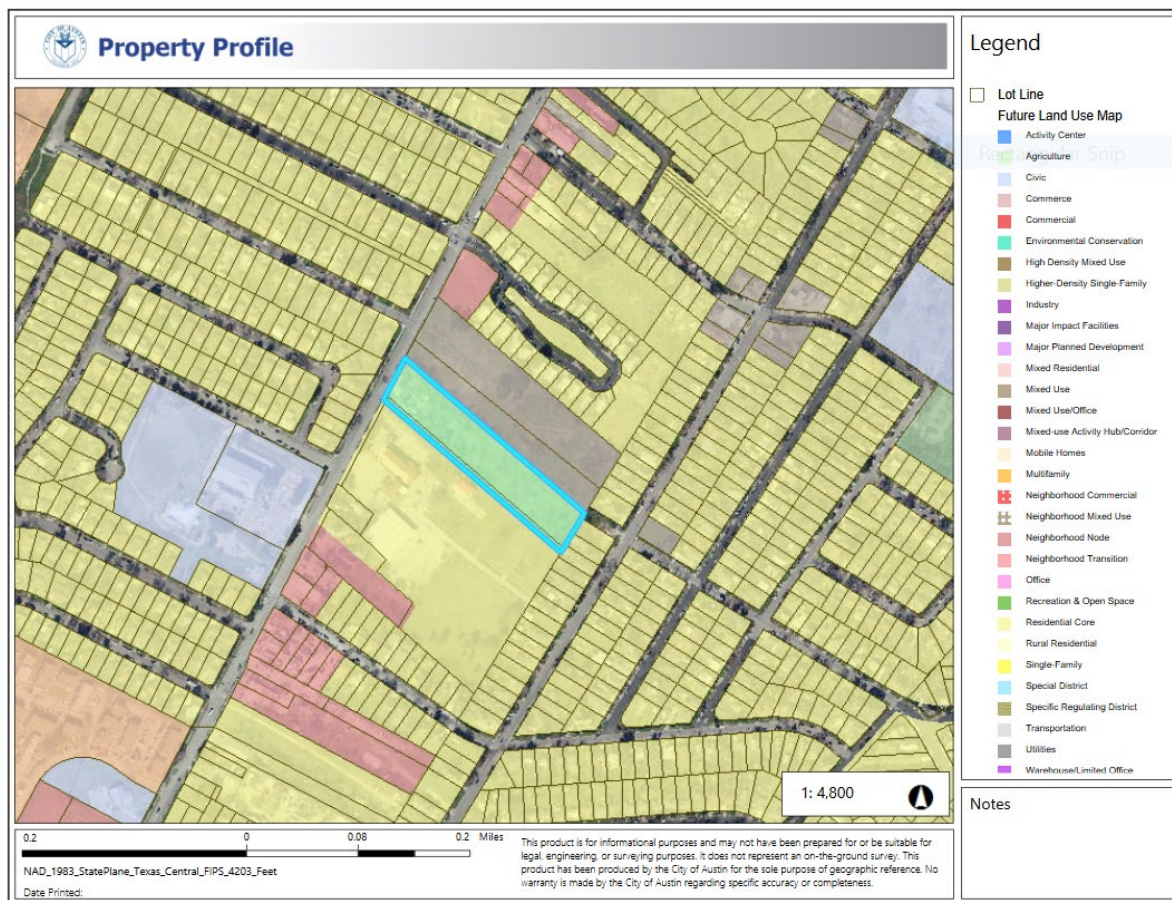 Property Profile
Legend
Lot Line
Future Land Use Map
Activity Center
Rectangular Snip
Agriculture
Civic
Commerce
Commercial
Environmental Conservation
High Density Mixed Use
Higher-Density Single-Family
Industry
Major Impact Facilities
Major Planned Development
Mixed Residential
Mixed Use
Mixed Use/Office
Mixed-use Activity Hub/Corridor
Mobile Homes
Multifamily
Neighborhood Commercial
Neighborhood Mixed Use
Neighborhood Node
Neighborhood Transition
Office
Recreation & Open Space
Residential Core
Rural Residential
Single-Family
Special District
Specific Regulating District
Transportation
Utilities
Warehouse/Limited Office
1: 4,800
Notes
0.2 0 0.08 0.2 Miles
NAD_1983_StatePlane_Texas_Central_FIPS_4203_Feet
Date Printed:
This product is for informational purposes and may not have been prepared for or be suitable for
legal, engineering, or surveying purposes. It does not represent an on-the-ground survey. This
product has been produced by the City of Austin for the sole purpose of geographic reference. No
warranty is made by the City of Austin regarding specific accuracy or completeness.